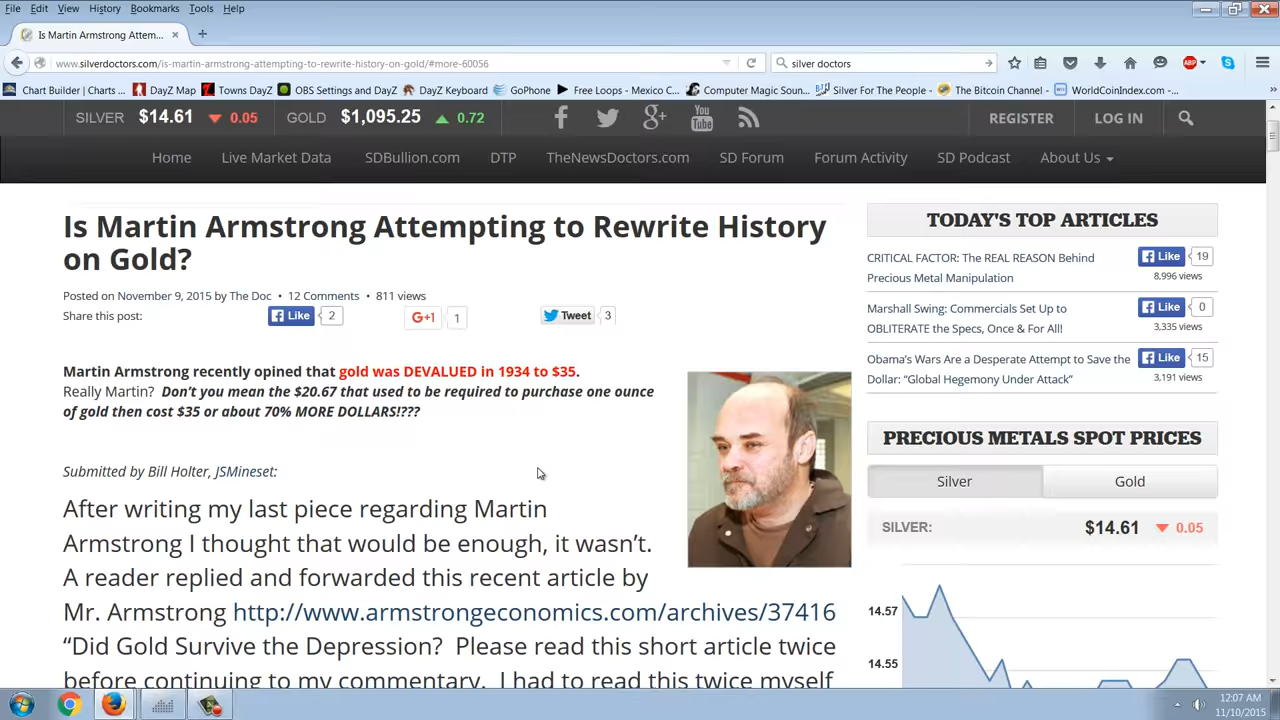 File Edit View History Bookmarks Tools Help
Is Martin Armstrong Attem...
www.silverdoctors.com/is-martin-armstrong-attempting-to-rewrite-history-on-gold/#more-60056
silver doctors
ABP
Chart Builder | Charts ... DayZ Map Towns DayZ OBS Settings and DayZ DayZ Keyboard GoPhone Free Loops - Mexico C... Computer Magic Soun... Silver For The People - The Bitcoin Channel - WorldCoinIndex.com -...
SILVER $14.61 0.05 GOLD $1,095.25 0.72 You Tube REGISTER LOG IN
Home Live Market Data SDBullion.com DTP TheNewsDoctors.com SD Forum Forum Activity SD Podcast About Us
Is Martin Armstrong Attempting to Rewrite History
on Gold?
Posted on November 9, 2015 by The Doc • 12 Comments • 811 views
Share this post: Like 2 G+1 1 Tweet 3
Martin Armstrong recently opined that gold was DEVALUED in 1934 to $35.
Really Martin? Don't you mean the $20.67 that used to be required to purchase one ounce
of gold then cost $35 or about 70% MORE DOLLARS!???
Submitted by Bill Holter, JSMineset:
After writing my last piece regarding Martin
Armstrong I thought that would be enough, it wasn't.
A reader replied and forwarded this recent article by
Mr. Armstrong http://www.armstrongeconomics.com/archives/37416
“Did Gold Survive the Depression? Please read this short article twice
before continuing to my commentary. I had to read this twice myself
TODAY'S TOP ARTICLES
CRITICAL FACTOR: The REAL REASON Behind
Precious Metal Manipulation
Like 19
8,996 views
Marshall Swing: Commercials Set Up to
OBLITERATE the Specs, Once & For All!
Like 0
3,335 views
Obama's Wars Are a Desperate Attempt to Save the
Dollar: “Global Hegemony Under Attack”
Like 15
3,191 views
PRECIOUS METALS SPOT PRICES
Silver Gold
SILVER: $14.61 0.05
14.57
14.55
12:07 AM
11/10/2015